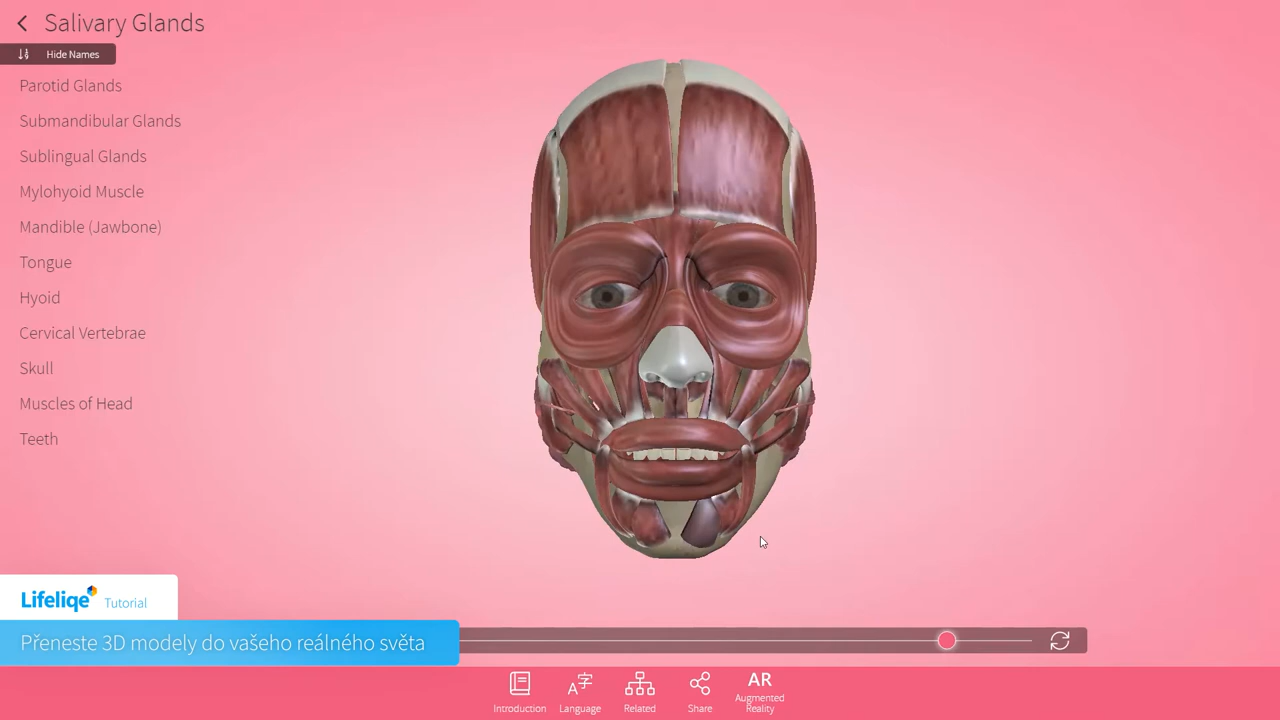 Salivary Glands
Hide Names
Parotid Glands
Submandibular Glands
Sublingual Glands
Mylohyoid Muscle
Mandible (Jawbone)
Tongue
Hyoid
Cervical Vertebrae
Skull
Muscles of Head
Teeth
Lifeliqe Tutorial
Přeneste 3D modely do vašeho reálného světa
A字
AR
Introduction Language Related Share Augmented
Reality